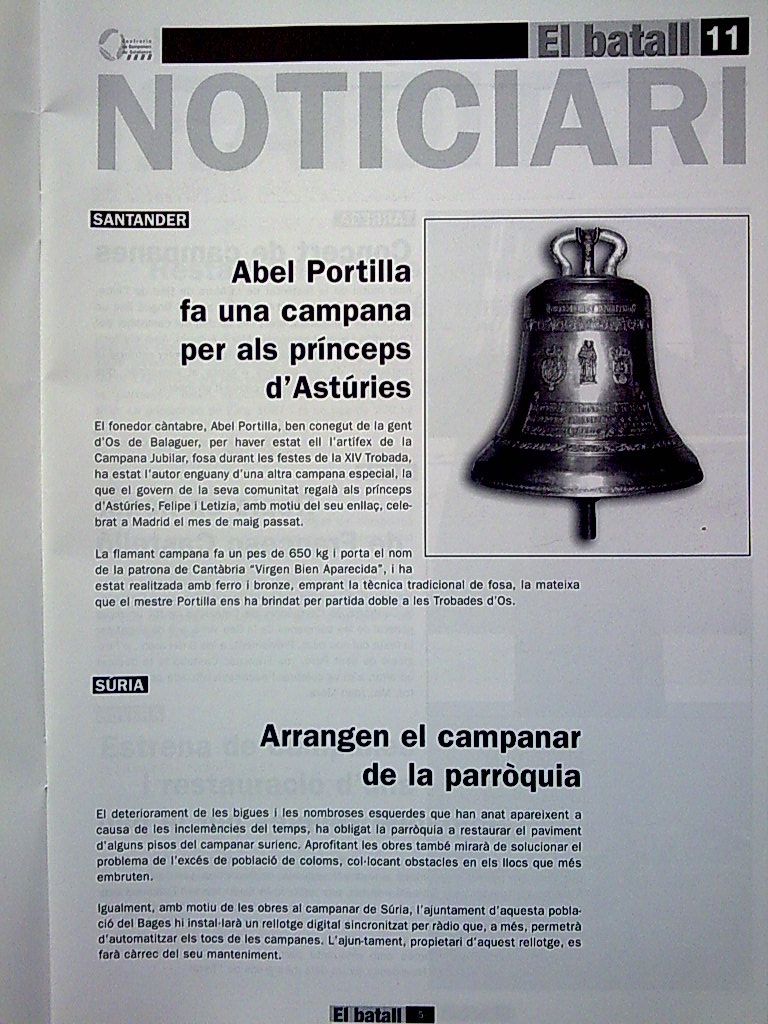 Confraria
de Campaners
de Catalunya
El batall 11
NOTICIARI
SANTANDER
Abel Portilla
fa una campana
per als prínceps
d'Astúries
El fonedor càntabre, Abel Portilla, ben conegut de la gent
d'Os de Balaguer, per haver estat ell l'artífex de la
Campana Jubilar, fosa durant les festes de la XIV Trobada,
ha estat l'autor enguany d'una altra campana especial, la
que el govern de la seva comunitat regalà als prínceps
d'Astúries, Felipe i Letizia, amb motiu del seu enllaç, cele-
brat a Madrid el mes de maig passat.
La flamant campana fa un pes de 650 kg i porta el nom
de la patrona de Cantàbria "Virgen Bien Aparecida", i ha
estat realitzada amb ferro i bronze, emprant la tècnica tradicional de fosa, la mateixa
que el mestre Portilla ens ha brindat per partida doble a les Trobades d'Os.
SÚRIA
Arrangen el campanar
de la parròquia
El deteriorament de les bigues i les nombroses esquerdes que han anat apareixent a
causa de les inclemències del temps, ha obligat la parròquia a restaurar el paviment
d'alguns pisos del campanar surienc. Aprofitant les obres també mirarà de solucionar el
problema de l'excés de població de coloms, col·locant obstacles en els llocs que més
embruten.
Igualment, amb motiu de les obres al campanar de Súria, l'ajuntament d'aquesta pobla-
ció del Bages hi instal·larà un rellotge digital sincronitzat per ràdio que, a més, permetrà
d'automatitzar els tocs de les campanes. L'ajun-tament, propietari d'aquest rellotge, es
farà càrrec del seu manteniment.
El batall 5